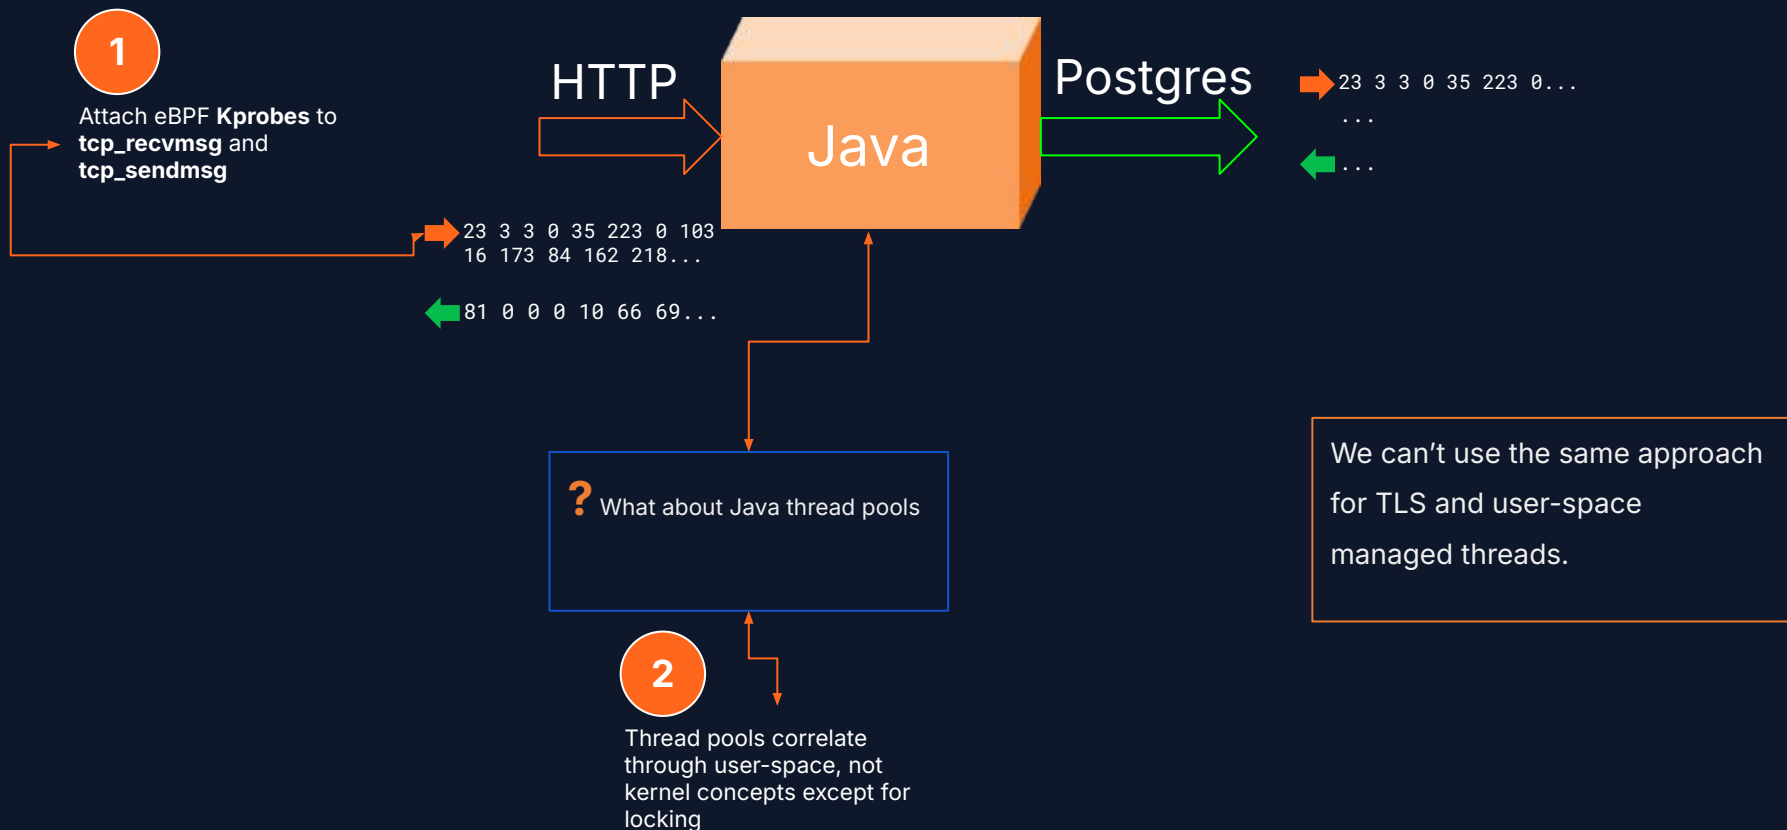 1
Attach eBPF Kprobes to
tcp_recvmsg and
tcp_sendmsg
HTTP
Java
Postgres
23 3 3 0 35 223 0...
...
...
23 3 3 0 35 223 0 103
16 173 84 162 218...
81 0 0 0 10 66 69...
? What about Java thread pools
We can’t use the same approach
for TLS and user-space
managed threads.
2
Thread pools correlate
through user-space, not
kernel concepts except for
locking